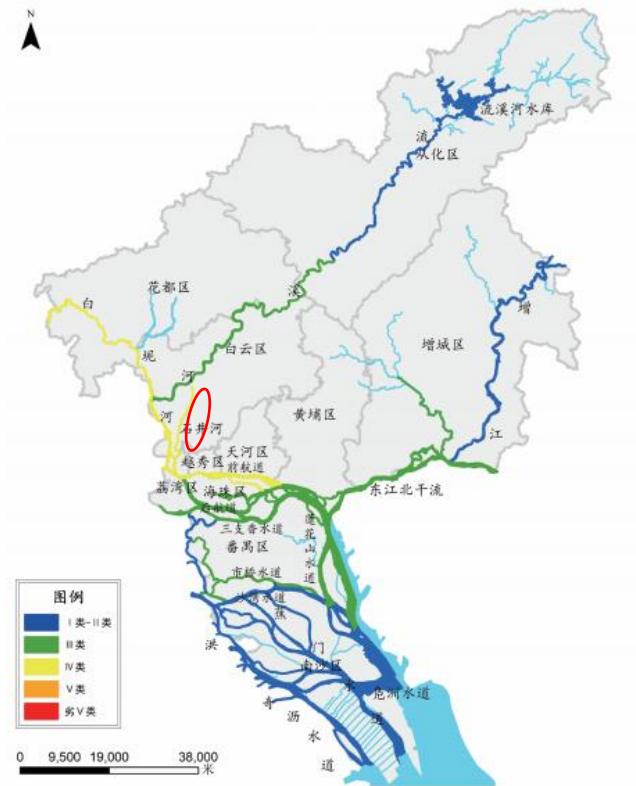 N
流溪河水库
流
从化区
花都区
溪
白
增
白云区
增城区
坭
河
河
黄埔区
石井河
江
天河区
越秀区
前航道
荔湾区
海珠区
东江北干流
后航道
三支香水道
莲花山水道
番禺区
市桥水道
沙湾水道
蕉
洪
门
南沙区
水
凫洲水道
奇
道
沥
水
道
图例
Ⅰ类-Ⅱ类
Ⅲ类
Ⅳ类
Ⅴ类
劣Ⅴ类
0 9,500 19,000 38,000
米